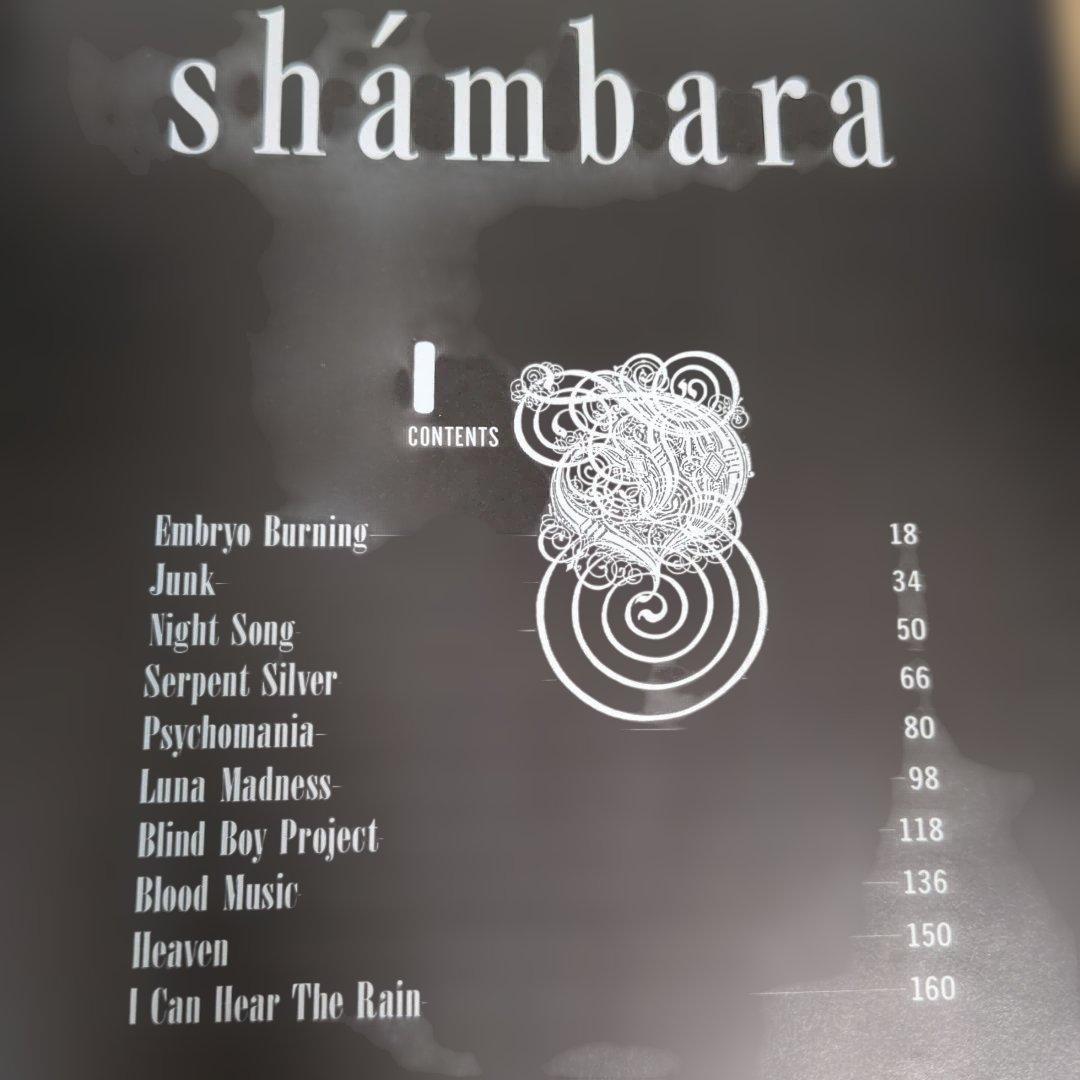 shámbara
CONTENTS
Embryo Burning 18
Junk 34
Night Song 50
Serpent Silver 66
Psychomania 80
Luna Madness 98
Blind Boy Project 118
Blood Music 136
Heaven 150
I Can Hear The Rain 160